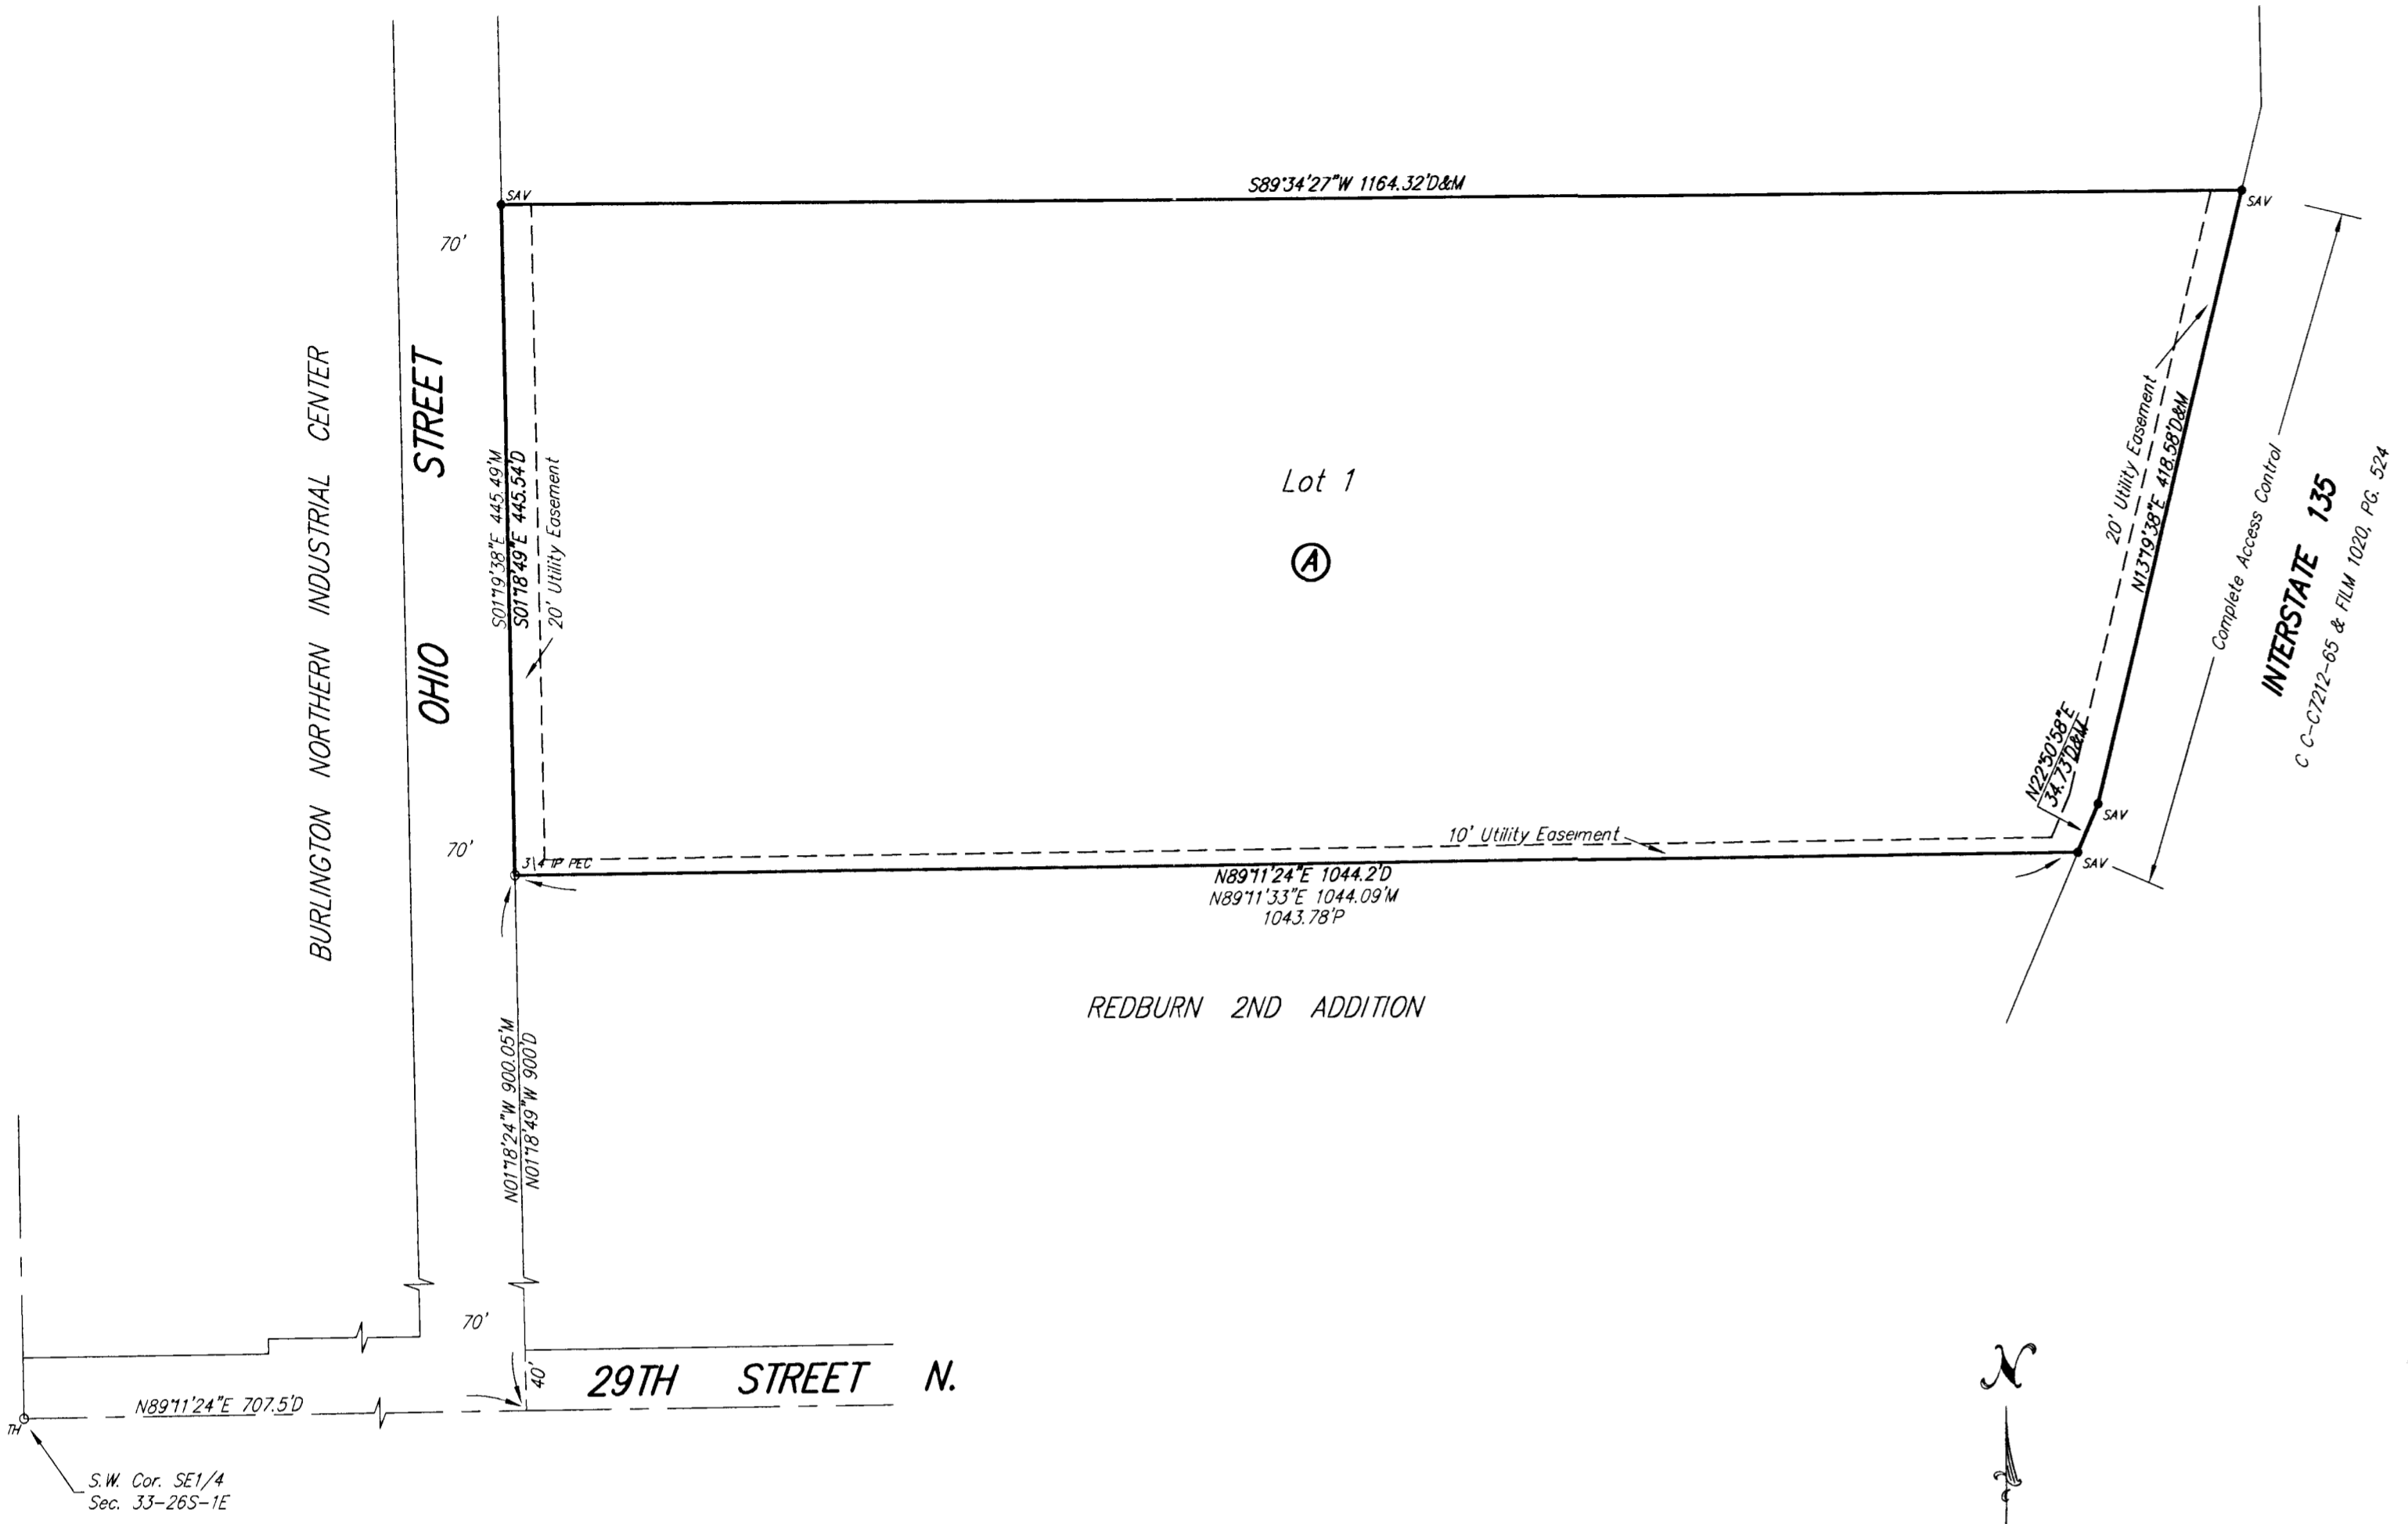 S89°34'27"W 1164.32'D&M
SAV
SAV
70'
BURLINGTON NORTHERN INDUSTRIAL CENTER
OHIO STREET
S01°19'38"E 445.49'M
S01°18'49"E 445.54'D
20' Utility Easement
Lot 1
A
20' Utility Easement
N13°19'38"E 418.58'D&M
Complete Access Control
INTERSTATE 135
C C-C7212-65 & FILM 1020, PG. 524
N22°50'58"E
34.73'D&M
SAV
SAV
70'
3\4 IP PEC
10' Utility Easement
N89°11'24"E 1044.2'D
N89°11'33"E 1044.09'M
1043.78'P
REDBURN 2ND ADDITION
N01°18'24"W 900.05'M
N01°18'49"W 900'D
70'
40'
29TH STREET N.
N89°11'24"E 707.5'D
TH
S.W. Cor. SE1/4
Sec. 33-26S-1E
N